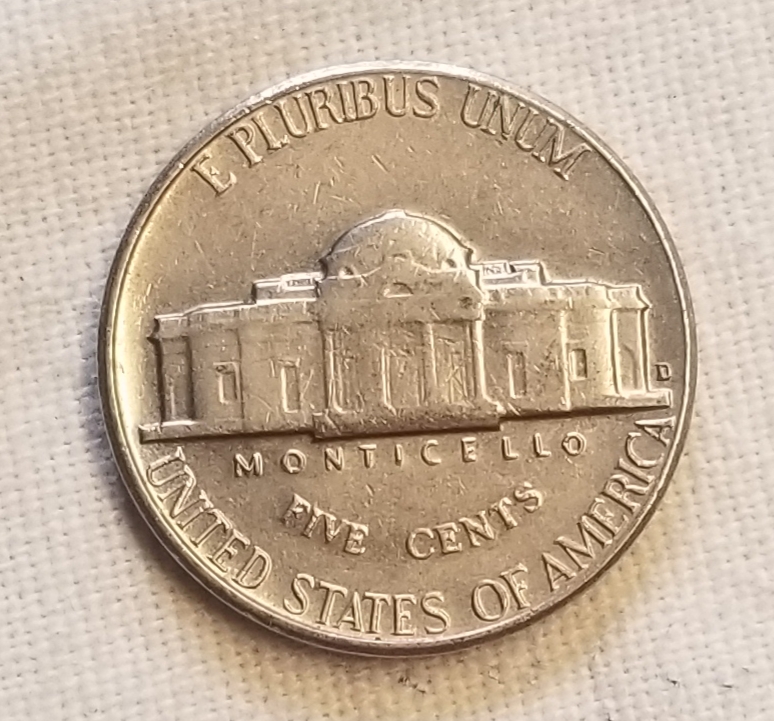 E PLURIBUS UNUM
D
MONTICELLO
FIVE CENTS
UNITED STATES OF AMERICA